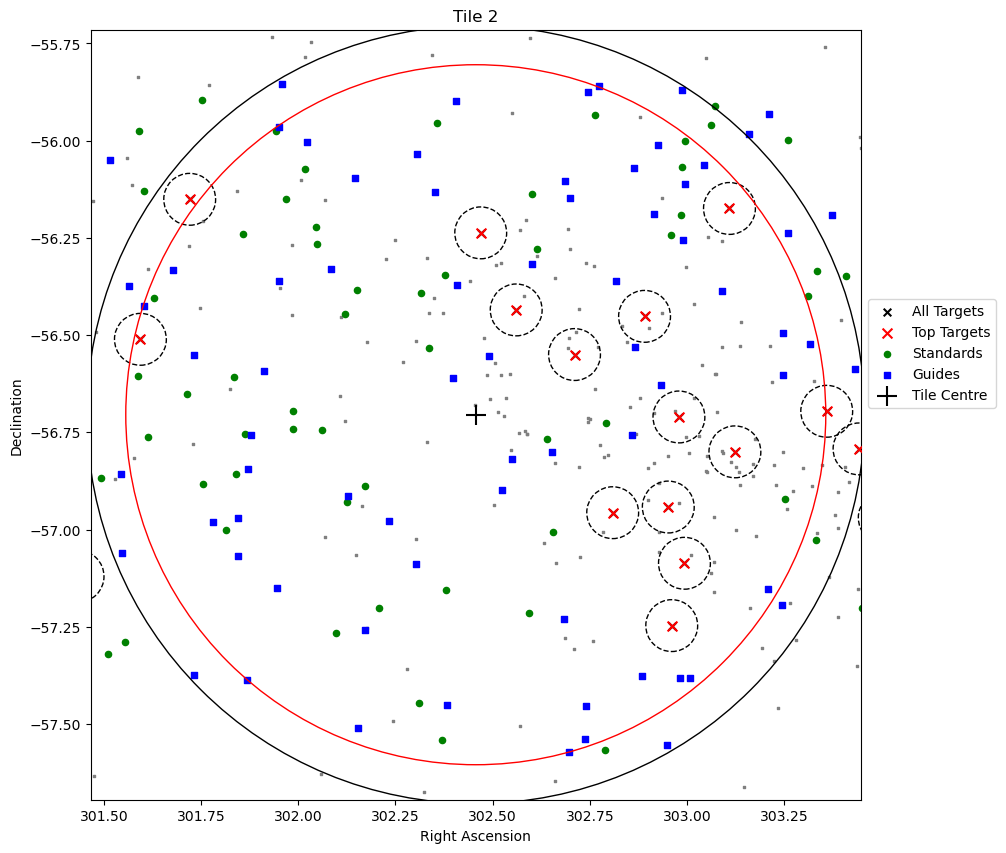 Tile 2
−55.75
−56.00
−56.25
−56.50
−56.75
−57.00
−57.25
−57.50
Declination
301.50 301.75 302.00 302.25 302.50 302.75 303.00 303.25
Right Ascension
All Targets
Top Targets
Standards
Guides
Tile Centre